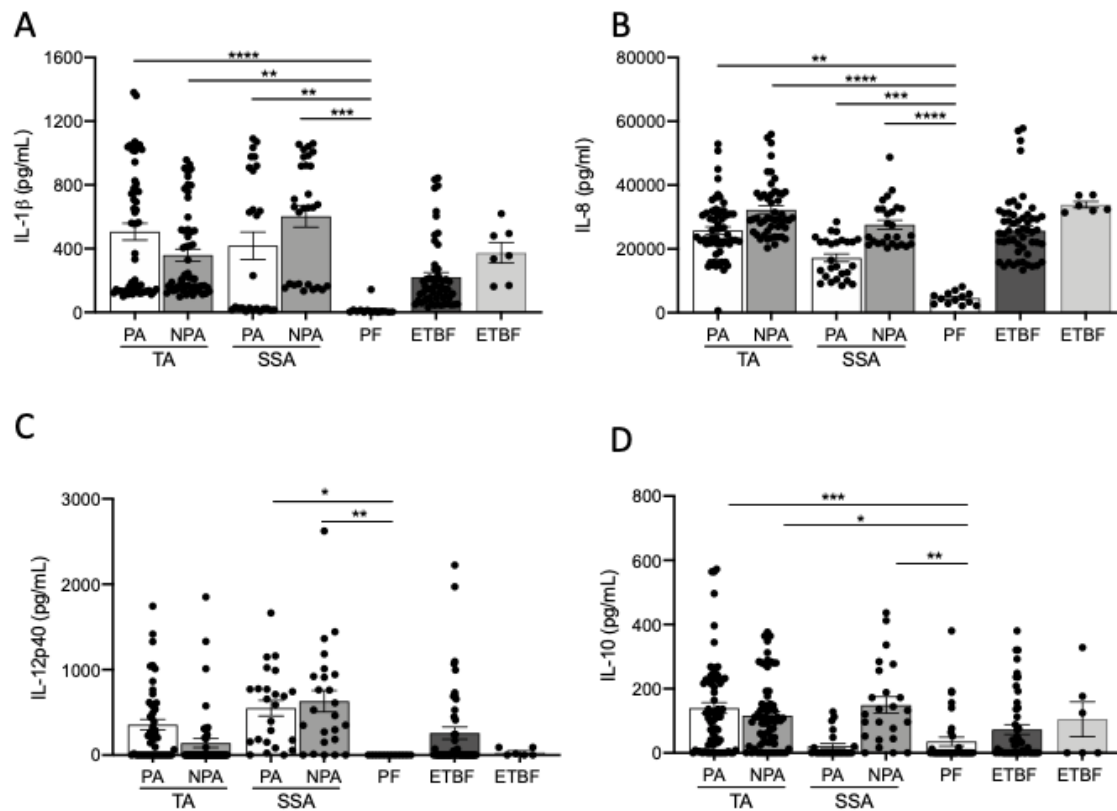 A
1600
1200
800
400
0
IL-1β (pg/mL)
****
**
**
***
PA NPA PA NPA PF ETBF ETBF
TA SSA
B
80000
60000
40000
20000
0
IL-8 (pg/ml)
**
****
***
****
PA NPA PA NPA PF ETBF ETBF
TA SSA
C
3000
2000
1000
0
IL-12p40 (pg/mL)
*
**
PA NPA PA NPA PF ETBF ETBF
TA SSA
D
800
600
400
200
0
IL-10 (pg/mL)
***
*
**
PA NPA PA NPA PF ETBF ETBF
TA SSA